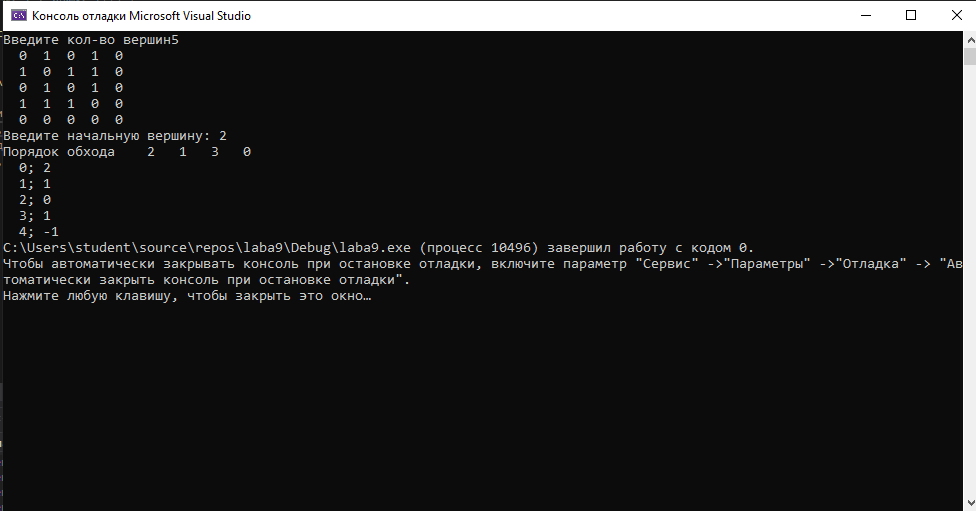 Консоль отладки Microsoft Visual Studio
Введите кол-во вершин5
0 1 0 1 0
1 0 1 1 0
0 1 0 1 0
1 1 1 0 0
0 0 0 0 0
Введите начальную вершину: 2
Порядок обхода 2 1 3 0
0; 2
1; 1
2; 0
3; 1
4; -1
C:\Users\student\source\repos\laba9\Debug\laba9.exe (процесс 10496) завершил работу с кодом 0.
Чтобы автоматически закрывать консоль при остановке отладки, включите параметр "Сервис" ->"Параметры" ->"Отладка" -> "Ав
томатически закрыть консоль при остановке отладки".
Нажмите любую клавишу, чтобы закрыть это окно…